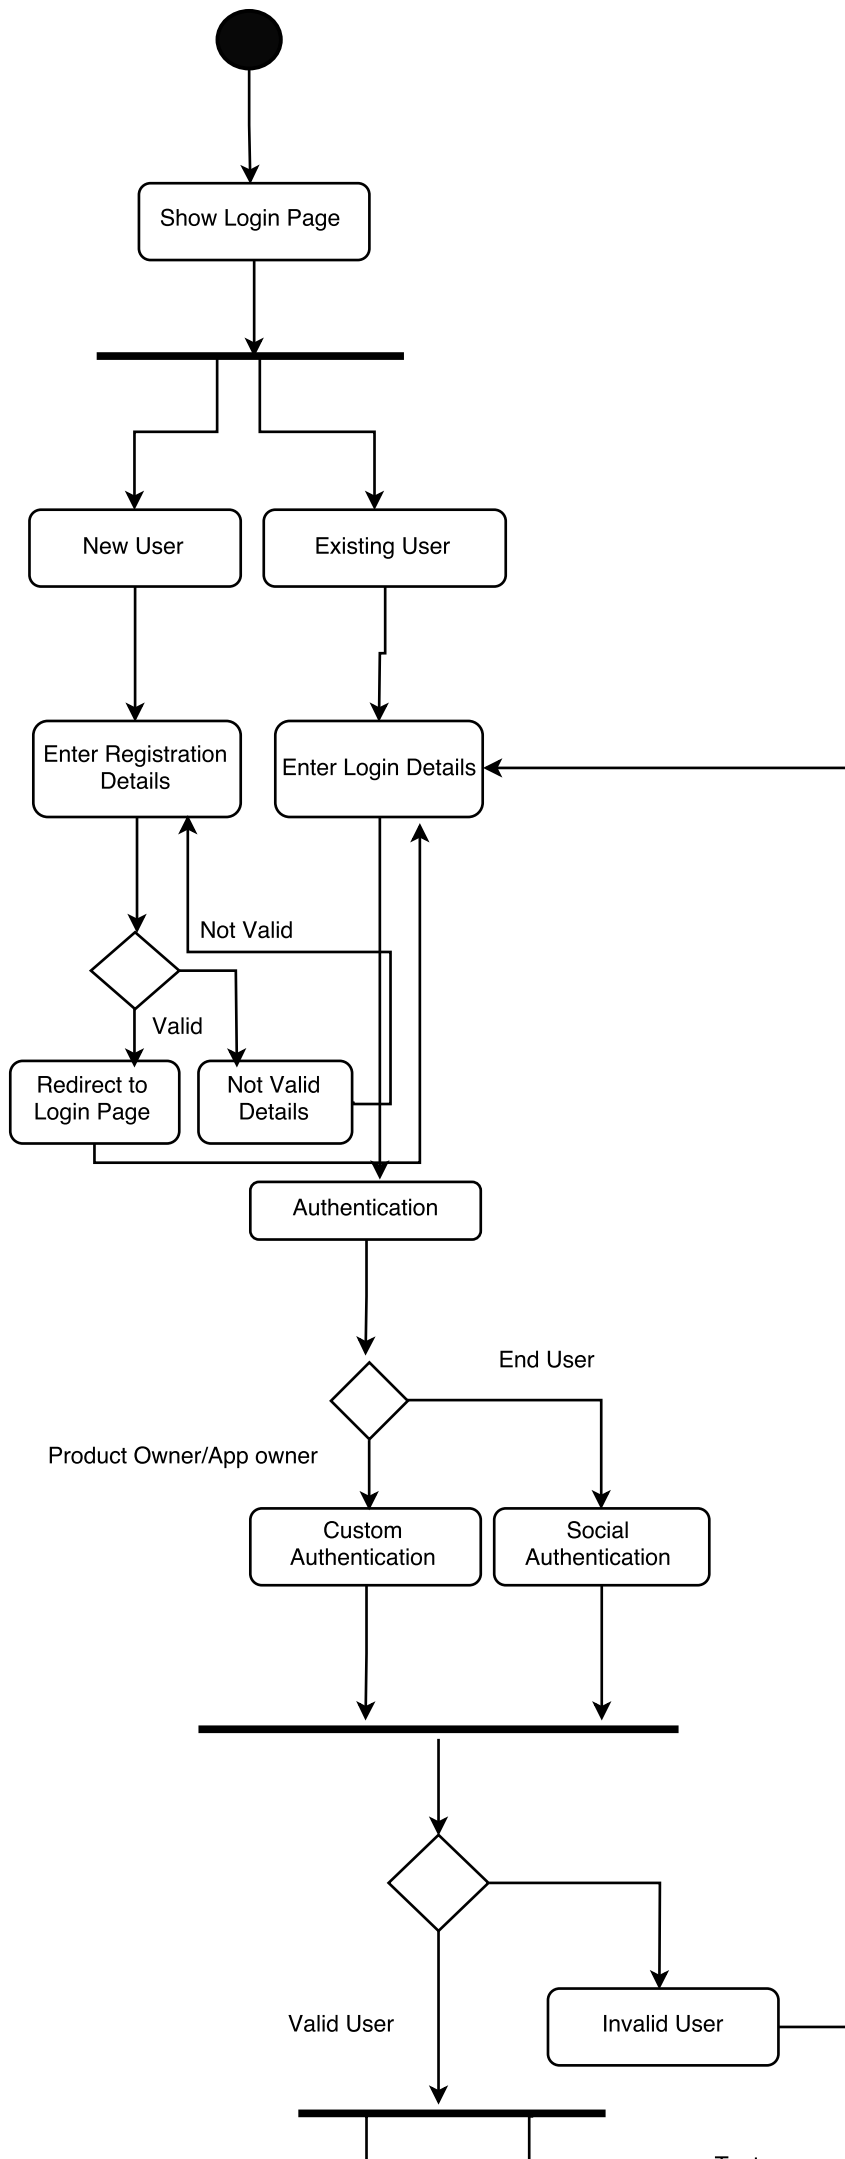 Show Login Page
New User
Existing User
Enter Registration
Details
Enter Login Details
Not Valid
Valid
Redirect to
Login Page
Not Valid
Details
Authentication
End User
Product Owner/App owner
Custom
Authentication
Social
Authentication
Valid User
Invalid User